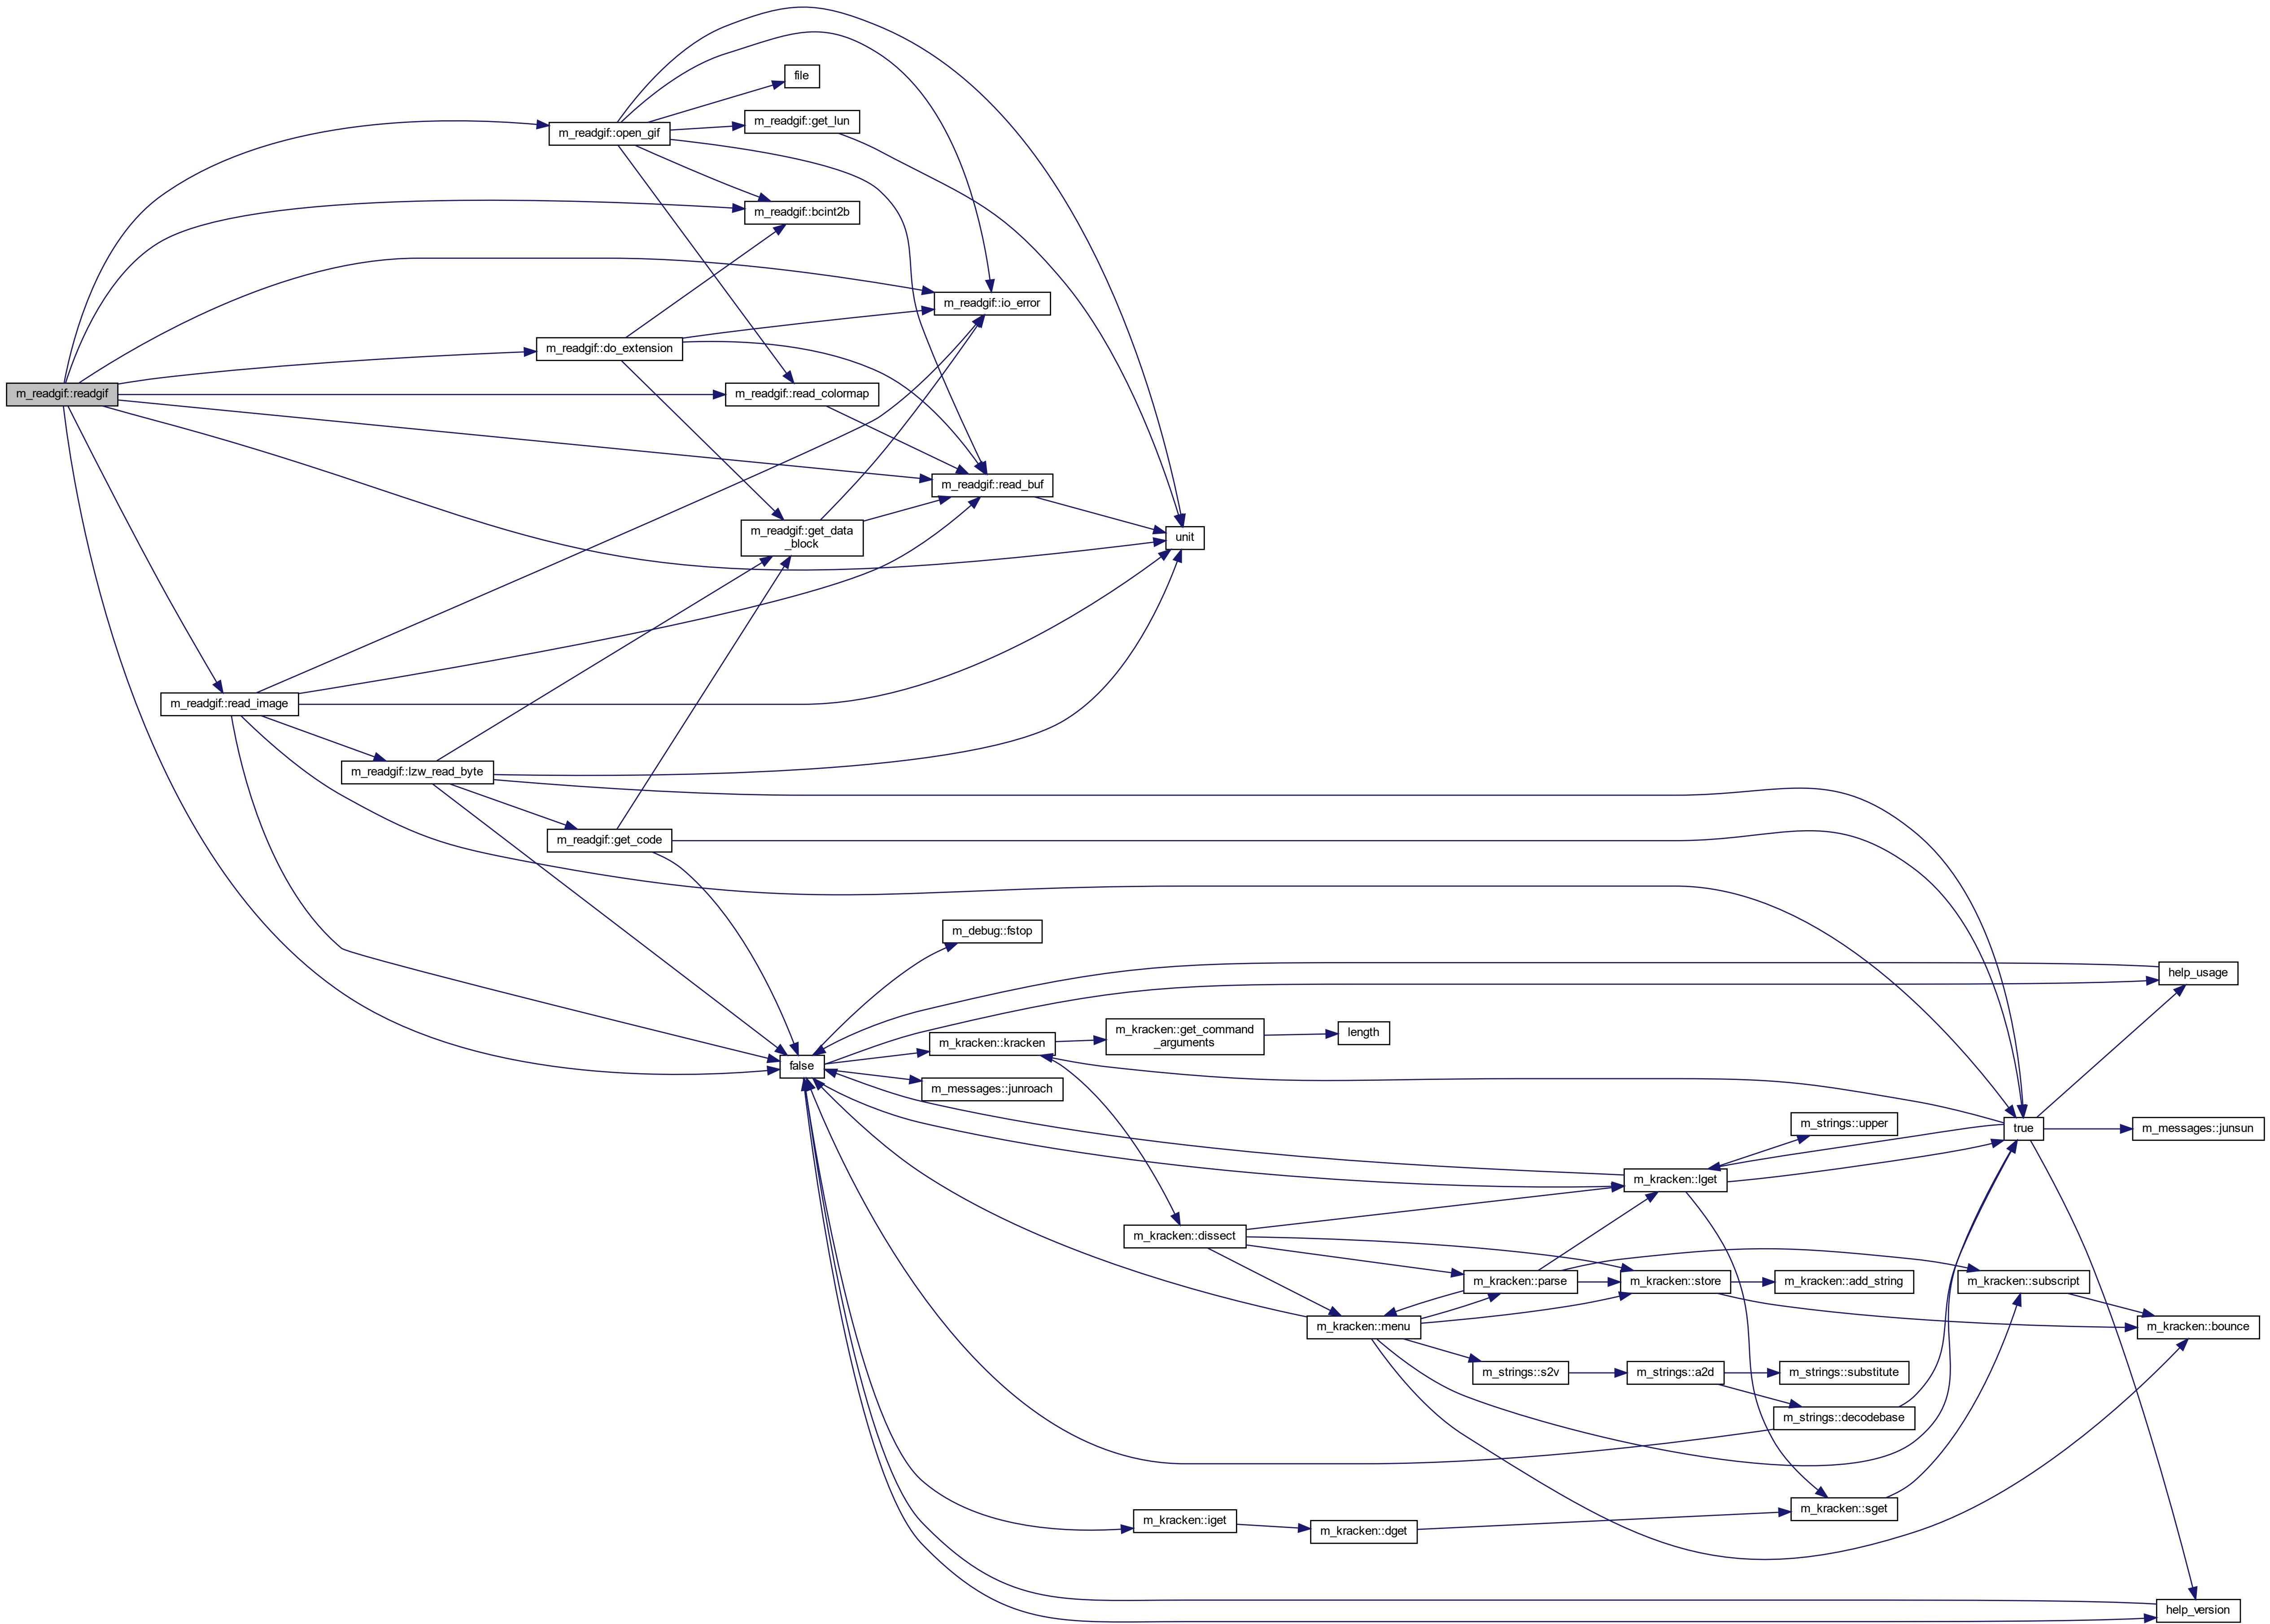 file
m_readgif::get_lun
m_readgif::open_gif
m_readgif::bcint2b
m_readgif::io_error
m_readgif::do_extension
m_readgif::readgif
m_readgif::read_colormap
m_readgif::read_buf
m_readgif::get_data
_block
unit
m_readgif::read_image
m_readgif::lzw_read_byte
m_readgif::get_code
m_debug::fstop
help_usage
m_kracken::get_command
_arguments
length
m_kracken::kracken
false
m_messages::junroach
m_strings::upper
true
m_messages::junsun
m_kracken::lget
m_kracken::dissect
m_kracken::parse
m_kracken::store
m_kracken::add_string
m_kracken::subscript
m_kracken::menu
m_kracken::bounce
m_strings::s2v
m_strings::a2d
m_strings::substitute
m_strings::decodebase
m_kracken::sget
m_kracken::iget
m_kracken::dget
help_version